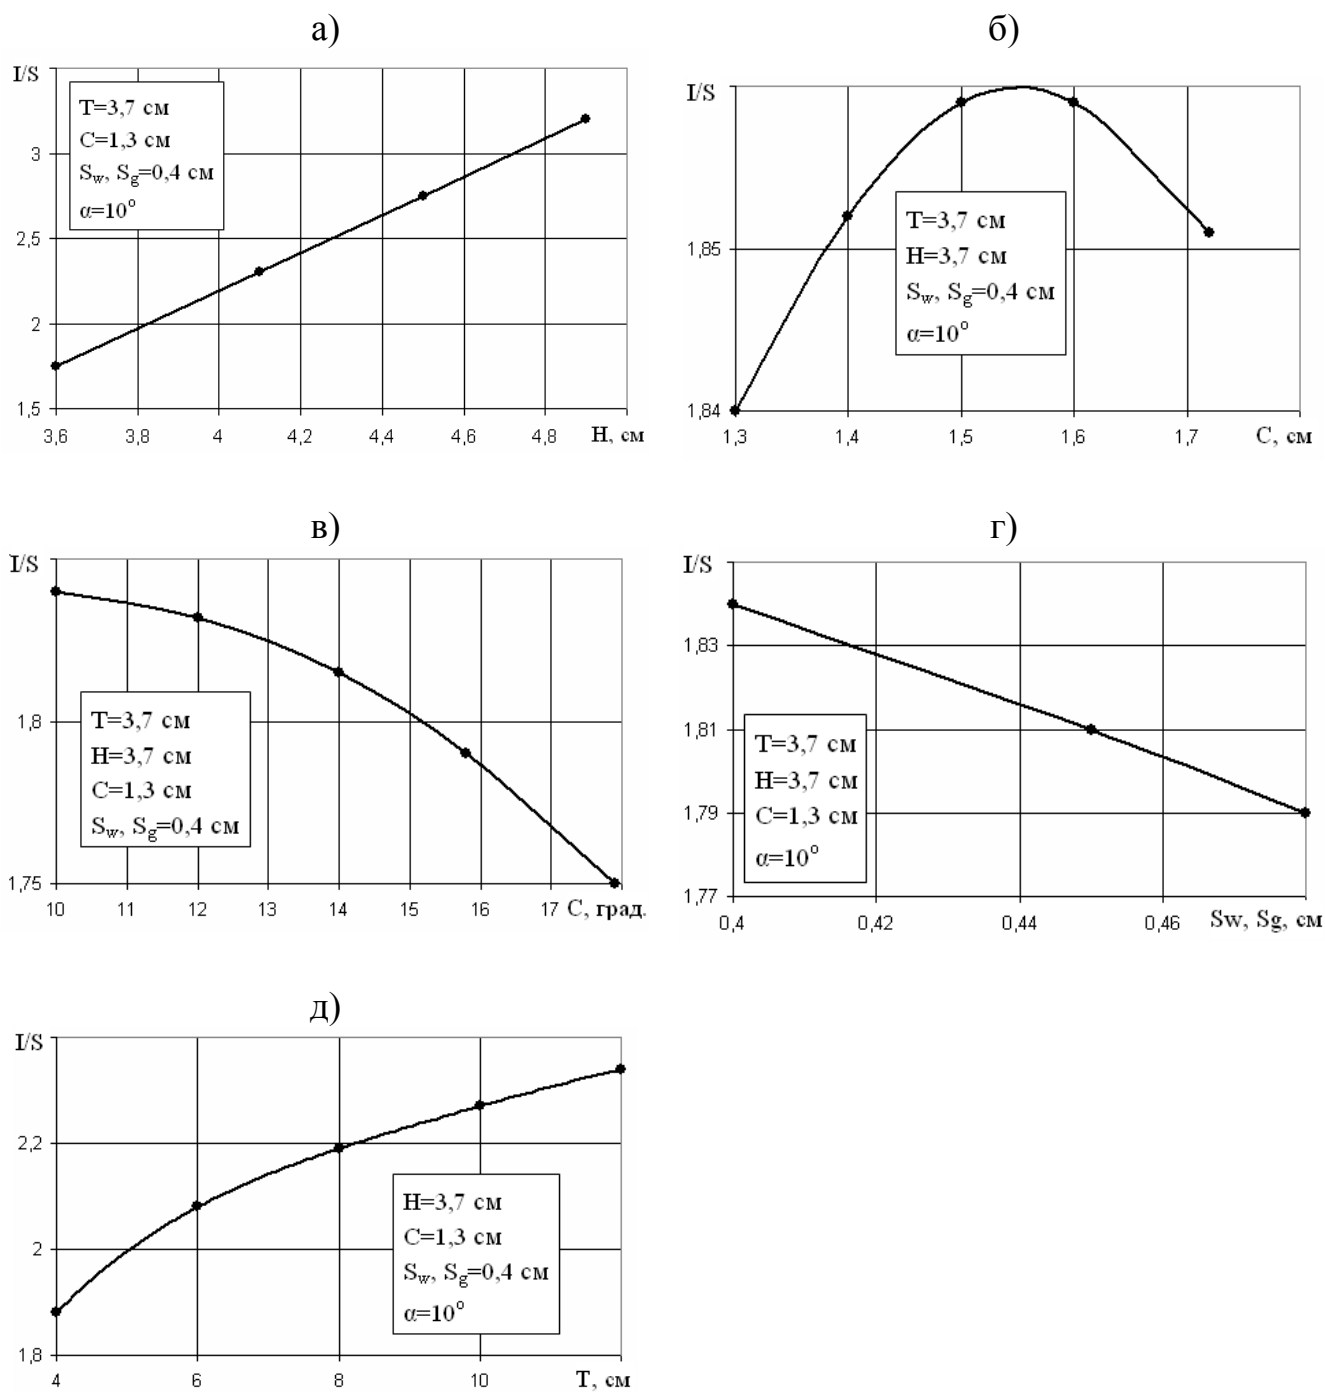 а)
I/S
T=3,7 см
C=1,3 см
Sw, Sg=0,4 см
α=10°
3
2,5
2
1,5
3,6 3,8 4 4,2 4,4 4,6 4,8 H, см
б)
I/S
T=3,7 см
H=3,7 см
Sw, Sg=0,4 см
α=10°
1,85
1,84
1,3 1,4 1,5 1,6 1,7 C, см
в)
I/S
1,8
T=3,7 см
H=3,7 см
C=1,3 см
Sw, Sg=0,4 см
1,75
10 11 12 13 14 15 16 17 C, град.
г)
I/S
1,83
1,81
T=3,7 см
H=3,7 см
C=1,3 см
α=10°
1,79
1,77
0,4 0,42 0,44 0,46 Sw, Sg, см
д)
I/S
2,2
2
H=3,7 см
C=1,3 см
Sw, Sg=0,4 см
α=10°
1,8
4 6 8 10 T, см